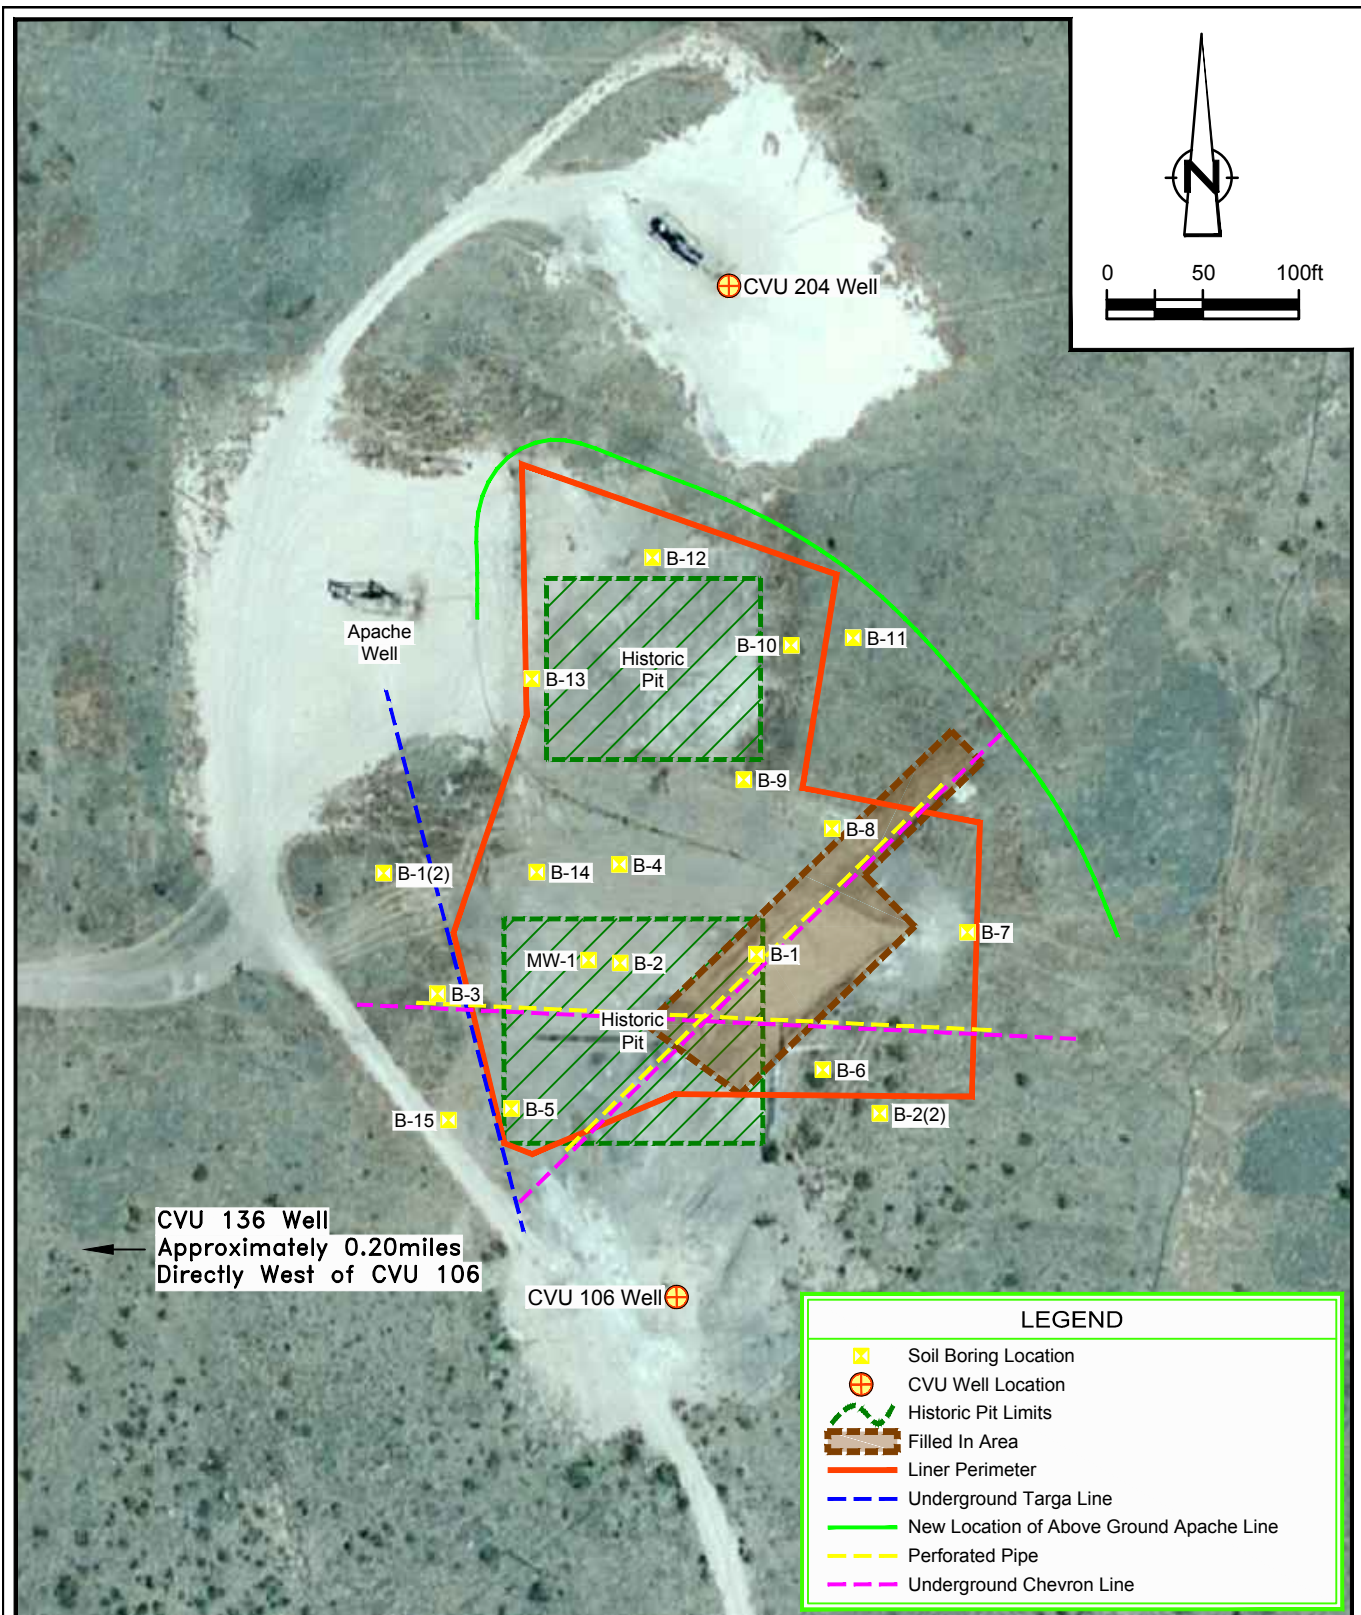 N
0 50 100ft
CVU 204 Well
B-12
B-11
B-10
Apache
Well
Historic
Pit
B-13
B-9
B-8
B-4
B-14
B-1(2)
B-7
B-1
MW-1
B-2
B-3
Historic
Pit
B-6
B-5
B-2(2)
B-15
CVU 136 Well
Approximately 0.20miles
Directly West of CVU 106
CVU 106 Well
LEGEND
Soil Boring Location
CVU Well Location
Historic Pit Limits
Filled In Area
Liner Perimeter
Underground Targa Line
New Location of Above Ground Apache Line
Perforated Pipe
Underground Chevron Line